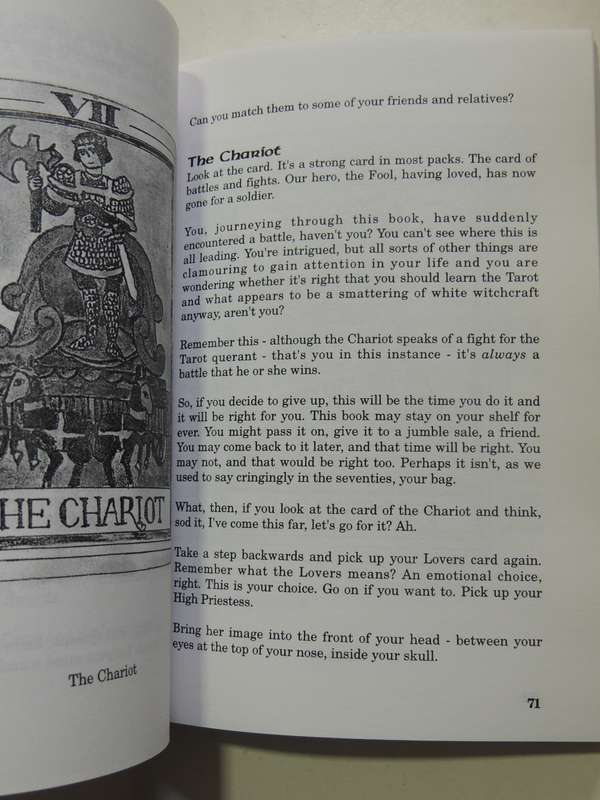 VII
HE CHARIOT
The Chariot
Can you match them to some of your friends and relatives?
The Chariot
Look at the card. It's a strong card in most packs. The card of
battles and fights. Our hero, the Fool, having loved, has now
gone for a soldier.
You, journeying through this book, have suddenly
encountered a battle, haven't you? You can't see where this is
all leading. You're intrigued, but all sorts of other things are
clamouring to gain attention in your life and you are
wondering whether it's right that you should learn the Tarot
and what appears to be a smattering of white witchcraft
anyway, aren't you?
Remember this - although the Chariot speaks of a fight for the
Tarot querant - that's you in this instance - it's always a
battle that he or she wins.
So, if you decide to give up, this will be the time you do it and
it will be right for you. This book may stay on your shelf for
ever. You might pass it on, give it to a jumble sale, a friend.
You may come back to it later, and that time will be right. You
may not, and that would be right too. Perhaps it isn't, as we
used to say cringingly in the seventies, your bag.
What, then, if you look at the card of the Chariot and think,
sod it, I've come this far, let's go for it? Ah.
Take a step backwards and pick up your Lovers card again.
Remember what the Lovers means? An emotional choice,
right. This is your choice. Go on if you want to. Pick up your
High Priestess.
Bring her image into the front of your head - between your
eyes at the top of your nose, inside your skull.
71